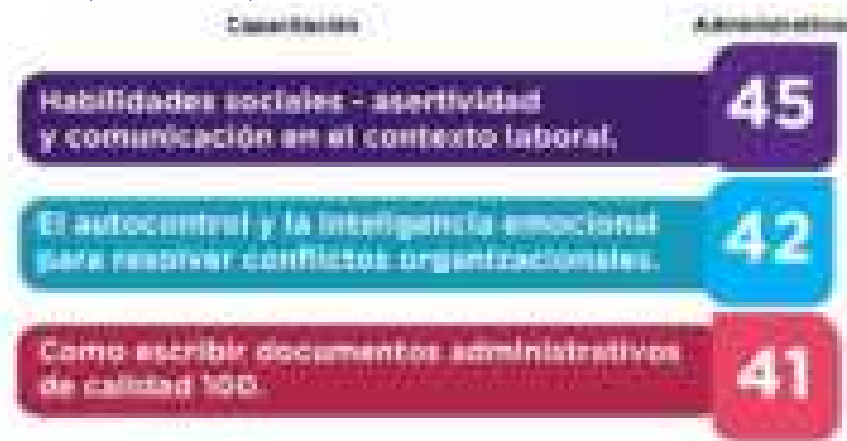 Capacitación Administrativos
Habilidades sociales - asertividad
y comunicación en el contexto laboral.
45
El autocontrol y la inteligencia emocional
para resolver conflictos organizacionales.
42
Como escribir documentos administrativos
de calidad 100.
41